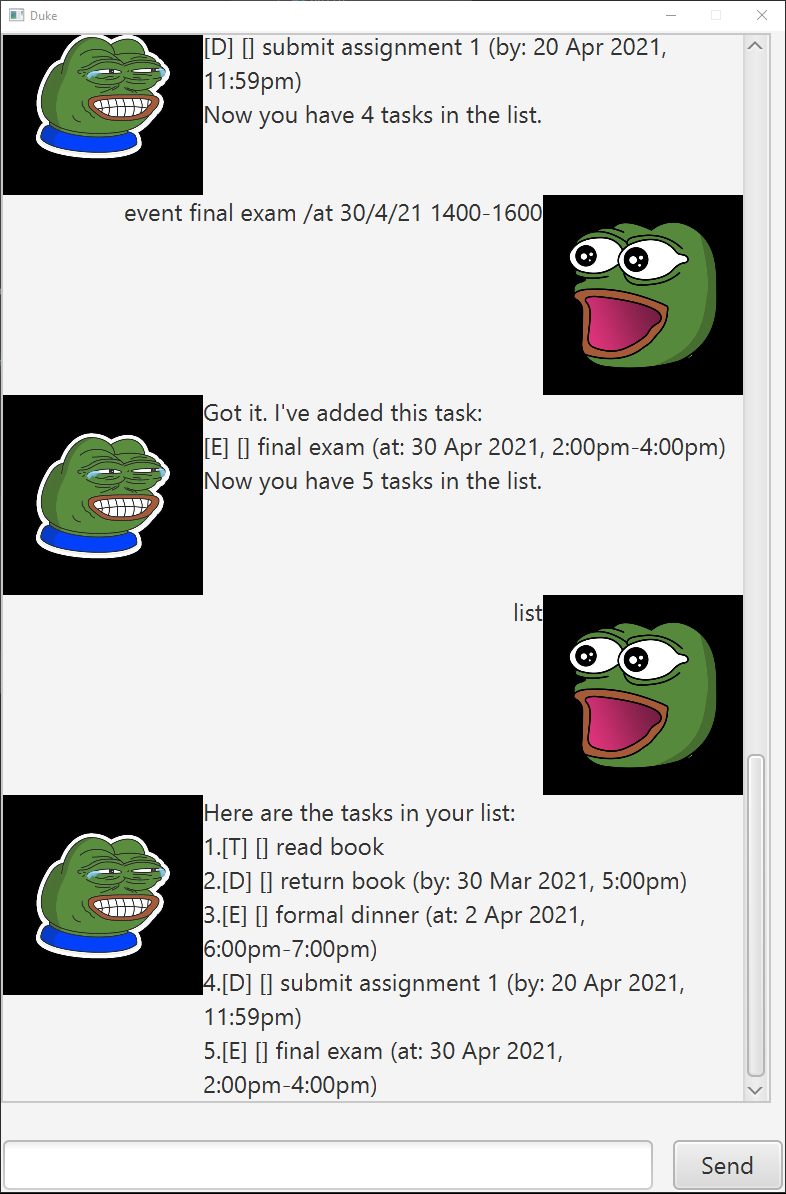 Duke
[D] [] submit assignment 1 (by: 20 Apr 2021,
11:59pm)
Now you have 4 tasks in the list.
event final exam /at 30/4/21 1400-1600
Got it. I've added this task:
[E] [] final exam (at: 30 Apr 2021, 2:00pm-4:00pm)
Now you have 5 tasks in the list.
list
Here are the tasks in your list:
1.[T] [] read book
2.[D] [] return book (by: 30 Mar 2021, 5:00pm)
3.[E] [] formal dinner (at: 2 Apr 2021,
6:00pm-7:00pm)
4.[D] [] submit assignment 1 (by: 20 Apr 2021,
11:59pm)
5.[E] [] final exam (at: 30 Apr 2021,
2:00pm-4:00pm)
Send